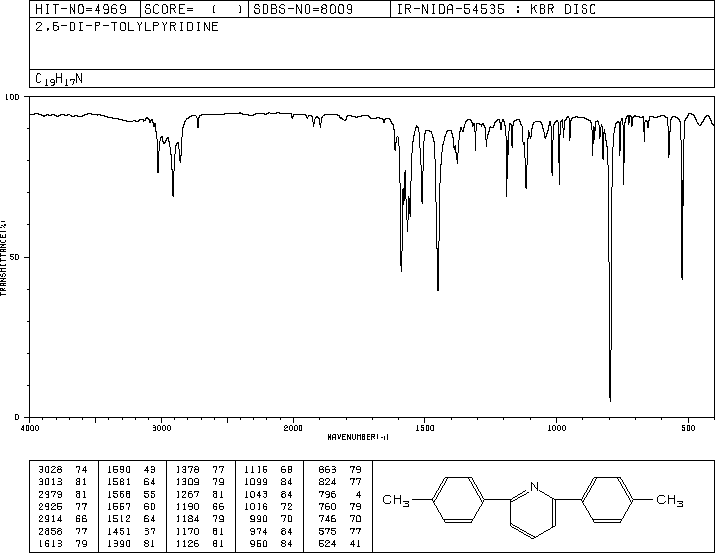 HIT-NO=4969 SCORE= ( ) SDBS-NO=8009 IR-NIDA-54535 : KBR DISC
2,6-DI-P-TOLYLPYRIDINE
C19H17N
100
50
0
TRANSMITTANCE(%)
4000 3000 2000 1500 1000 500
WAVENUMBER(-1)
3028 74 1590 43 1378 77 1115 68 863 79
3013 81 1581 64 1309 79 1099 84 824 77
2979 81 1568 55 1267 81 1043 84 796 4
2925 77 1557 60 1190 66 1016 72 760 79
2914 66 1512 64 1184 79 990 70 746 70
2858 77 1451 37 1170 81 974 84 575 77
1613 79 1390 81 1126 81 960 84 524 41
N
CH3 CH3